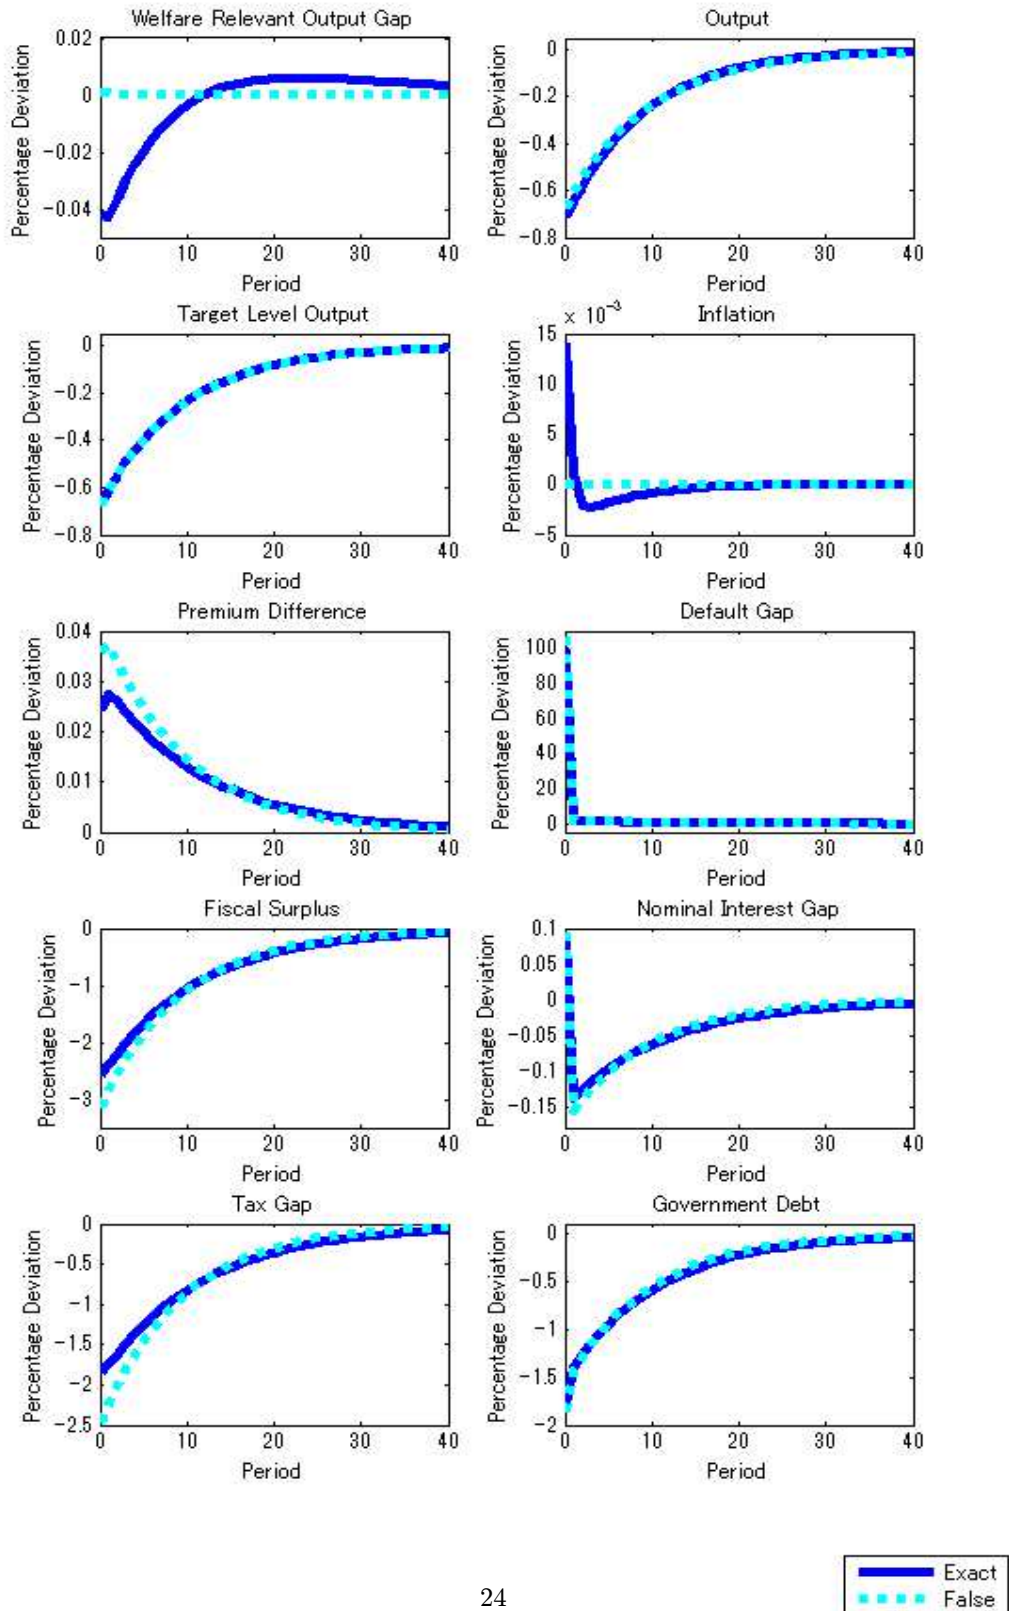 Welfare Relevant Output Gap
Percentage Deviation
0.02
0
−0.02
−0.04
0 10 20 30 40
Period
Output
Percentage Deviation
0
−0.2
−0.4
−0.6
−0.8
0 10 20 30 40
Period
Target Level Output
Percentage Deviation
0
−0.2
−0.4
−0.6
−0.8
0 10 20 30 40
Period
× 10⁻³ Inflation
Percentage Deviation
15
10
5
0
−5
0 10 20 30 40
Period
Premium Difference
Percentage Deviation
0.04
0.03
0.02
0.01
0
0 10 20 30 40
Period
Default Gap
Percentage Deviation
100
80
60
40
20
0
0 10 20 30 40
Period
Fiscal Surplus
Percentage Deviation
0
−1
−2
−3
0 10 20 30 40
Period
Nominal Interest Gap
Percentage Deviation
0.1
0.05
0
−0.05
−0.1
−0.15
0 10 20 30 40
Period
Tax Gap
Percentage Deviation
0
−0.5
−1
−1.5
−2
−2.5
0 10 20 30 40
Period
Government Debt
Percentage Deviation
0
−0.5
−1
−1.5
−2
0 10 20 30 40
Period
Exact
False
24